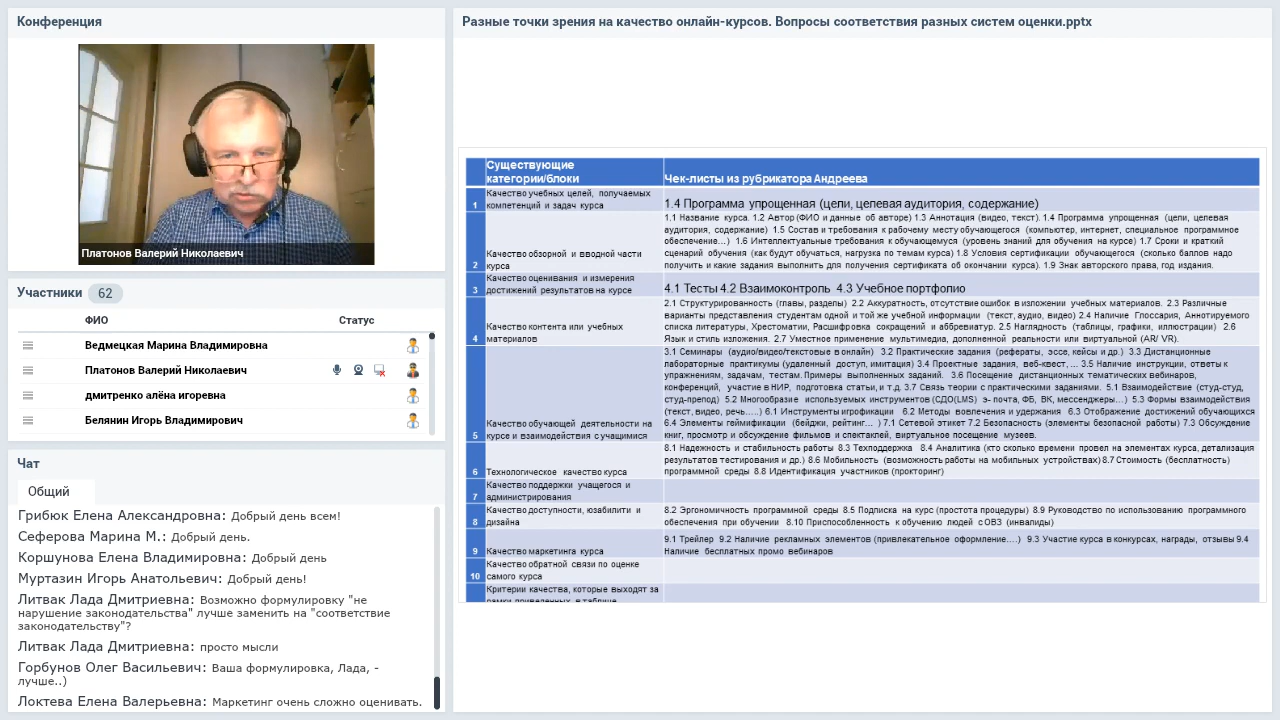 Конференция
Платонов Валерий Николаевич
Участники 62
ФИО Статус
Ведмецкая Марина Владимировна
Платонов Валерий Николаевич
дмитренко алёна игоревна
Белянин Игорь Владимирович
Чат
Общий
Грибюк Елена Александровна: Добрый день всем!
Сеферова Марина М.: Добрый день.
Коршунова Елена Владимировна: Добрый день
Муртазин Игорь Анатольевич: Добрый день!
Литвак Лада Дмитриевна: Возможно формулировку "не
нарушение законодательства" лучше заменить на "соответствие
законодательству"?
Литвак Лада Дмитриевна: просто мысли
Горбунов Олег Васильевич: Ваша формулировка, Лада, -
лучше..)
Локтева Елена Валерьевна: Маркетинг очень сложно оценивать.
Разные точки зрения на качество онлайн-курсов. Вопросы соответствия разных систем оценки.pptx
Существующие
категории/блоки
Чек-листы из рубрикатора Андреева
1
Качество учебных целей, получаемых
компетенций и задач курса
1.4 Программа упрощенная (цели, целевая аудитория, содержание)
2
Качество обзорной и вводной части
курса
1.1 Название курса. 1.2 Автор (ФИО и данные об авторе) 1.3 Аннотация (видео, текст). 1.4 Программа упрощенная (цели, целевая
аудитория, содержание) 1.5 Состав и требования к рабочему месту обучающегося (компьютер, интернет, специальное программное
обеспечение...) 1.6 Интеллектуальные требования к обучающемуся (уровень знаний для обучения на курсе) 1.7 Сроки и краткий
сценарий обучения (как будут обучаться, нагрузка по темам курса) 1.8 Условия сертификации обучающегося (сколько баллов надо
получить и какие задания выполнить для получения сертификата об окончании курса). 1.9 Знак авторского права, год издания.
3
Качество оценивания и измерения
достижений результатов на курсе
4.1 Тесты 4.2 Взаимоконтроль 4.3 Учебное портфолио
4
Качество контента или учебных
материалов
2.1 Структурированность (главы, разделы) 2.2 Аккуратность, отсутствие ошибок в изложении учебных материалов. 2.3 Различные
варианты представления студентам одной и той же учебной информации (текст, аудио, видео) 2.4 Наличие Глоссария, Аннотируемого
списка литературы, Хрестоматии, Расшифровка сокращений и аббревиатур. 2.5 Наглядность (таблицы, графики, иллюстрации) 2.6
Язык и стиль изложения. 2.7 Уместное применение мультимедиа, дополненной реальности или виртуальной (AR/ VR).
5
Качество обучающей деятельности на
курсе и взаимодействия с учащимися
3.1 Семинары (аудио/видео/текстовые в онлайн) 3.2 Практические задания (рефераты, эссе, кейсы и др.) 3.3 Дистанционные
лабораторные практикумы (удаленный доступ, имитация) 3.4 Проектные задания, веб-квест, ... 3.5 Наличие инструкции, ответы к
упражнениям, задачам, тестам. Примеры выполненных заданий. 3.6 Посещение дистанционных тематических вебинаров,
конференций, участие в НИР, подготовка статьи, и т.д. 3.7 Связь теории с практическими заданиями. 5.1 Взаимодействие (студ-студ,
студ-препод) 5.2 Многообразие используемых инструментов (СДО(LMS) э- почта, ФБ, ВК, мессенджеры...) 5.3 Формы взаимодействия
(текст, видео, речь.....) 6.1 Инструменты игрофикации 6.2 Методы вовлечения и удержания 6.3 Отображение достижений обучающихся
6.4 Элементы геймификации (бейджи, рейтинг... ) 7.1 Сетевой этикет 7.2 Безопасность (элементы безопасной работы) 7.3 Обсуждение
книг, просмотр и обсуждение фильмов и спектаклей, виртуальное посещение музеев.
6
Технологическое качество курса
8.1 Надежность и стабильность работы 8.3 Техподдержка 8.4 Аналитика (кто сколько времени провел на элементах курса, детализация
результатов тестирования и др.) 8.6 Мобильность (возможность работы на мобильных устройствах) 8.7 Стоимость (бесплатность)
программной среды 8.8 Идентификация участников (прокторинг)
7
Качество поддержки учащегося и
администрирования
8
Качество доступности, юзабилити и
дизайна
8.2 Эргономичность программной среды 8.5 Подписка на курс (простота процедуры) 8.9 Руководство по использованию программного
обеспечения при обучении 8.10 Приспособленность к обучению людей с ОВЗ (инвалиды)
9
Качество маркетинга курса
9.1 Трейлер 9.2 Наличие рекламных элементов (привлекательное оформление....) 9.3 Участие курса в конкурсах, награды, отзывы 9.4
Наличие бесплатных промо вебинаров
10
Качество обратной связи по оценке
самого курса
Критерии качества, которые выходят за
рамки приведенных в таблице